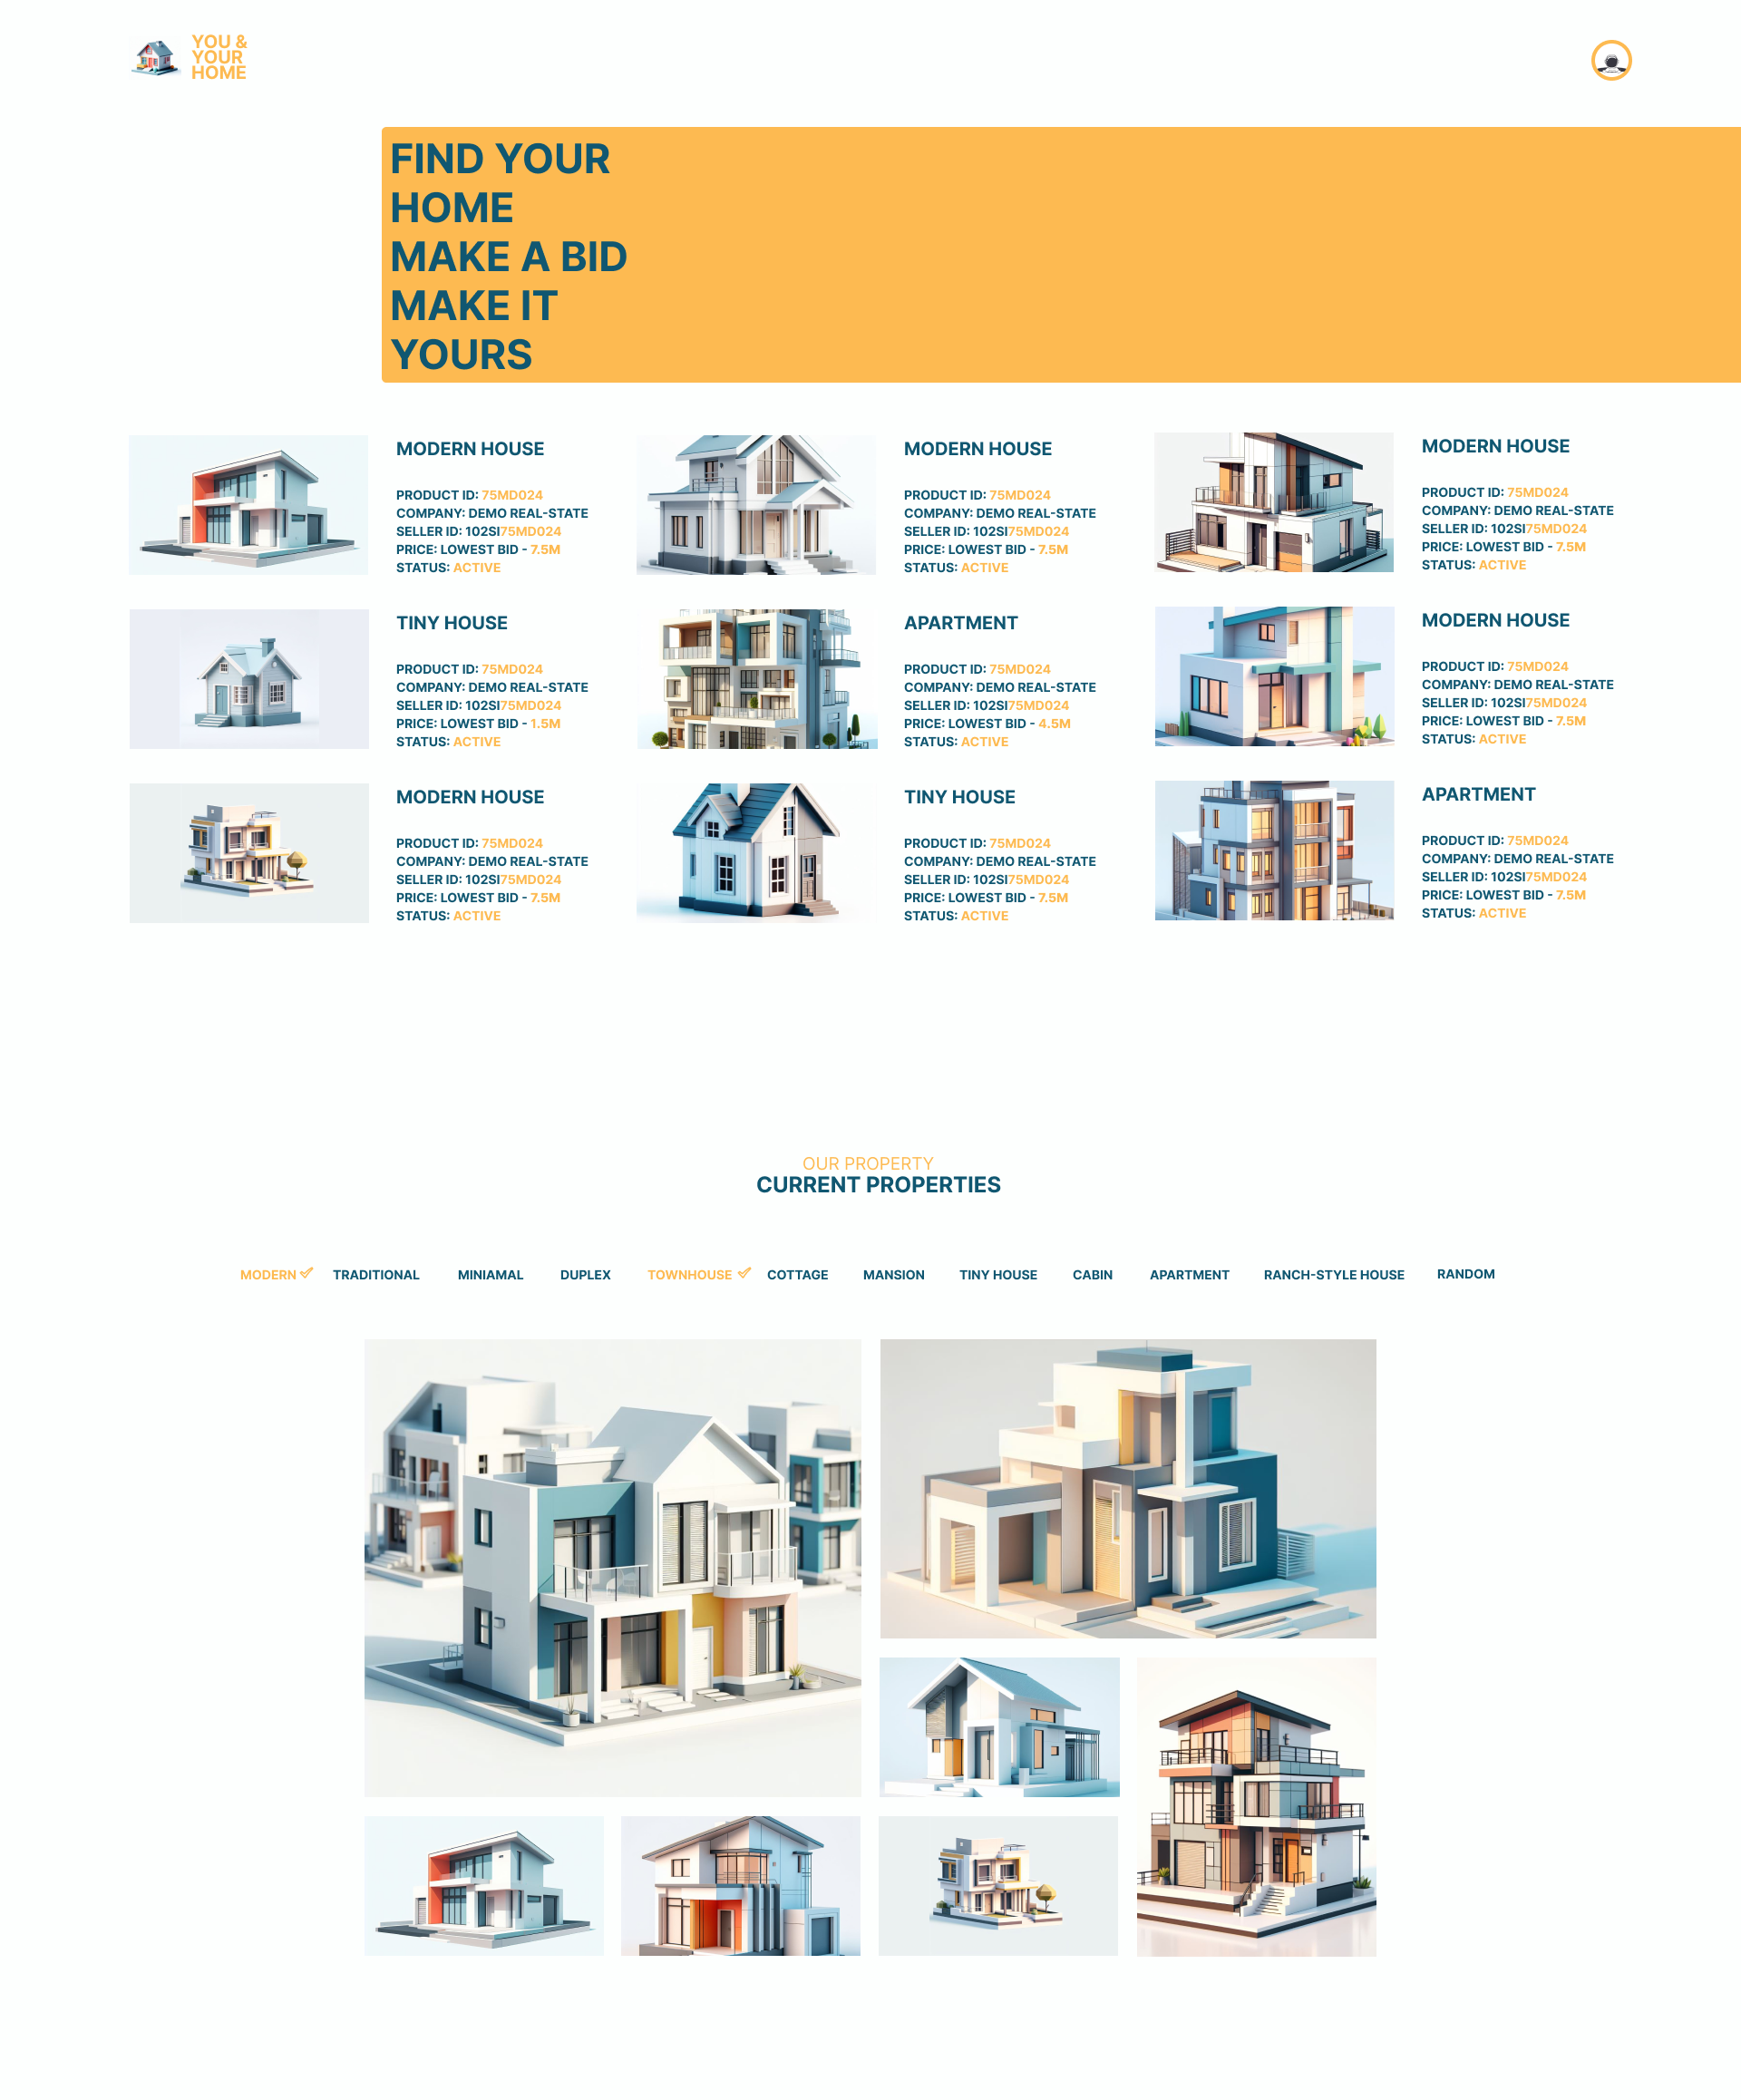 YOU &
YOUR
HOME
FIND YOUR
HOME
MAKE A BID
MAKE IT
YOURS
MODERN HOUSE
PRODUCT ID: 75MD024
COMPANY: DEMO REAL-STATE
SELLER ID: 102SI75MD024
PRICE: LOWEST BID - 7.5M
STATUS: ACTIVE
MODERN HOUSE
PRODUCT ID: 75MD024
COMPANY: DEMO REAL-STATE
SELLER ID: 102SI75MD024
PRICE: LOWEST BID - 7.5M
STATUS: ACTIVE
MODERN HOUSE
PRODUCT ID: 75MD024
COMPANY: DEMO REAL-STATE
SELLER ID: 102SI75MD024
PRICE: LOWEST BID - 7.5M
STATUS: ACTIVE
TINY HOUSE
PRODUCT ID: 75MD024
COMPANY: DEMO REAL-STATE
SELLER ID: 102SI75MD024
PRICE: LOWEST BID - 1.5M
STATUS: ACTIVE
APARTMENT
PRODUCT ID: 75MD024
COMPANY: DEMO REAL-STATE
SELLER ID: 102SI75MD024
PRICE: LOWEST BID - 4.5M
STATUS: ACTIVE
MODERN HOUSE
PRODUCT ID: 75MD024
COMPANY: DEMO REAL-STATE
SELLER ID: 102SI75MD024
PRICE: LOWEST BID - 7.5M
STATUS: ACTIVE
MODERN HOUSE
PRODUCT ID: 75MD024
COMPANY: DEMO REAL-STATE
SELLER ID: 102SI75MD024
PRICE: LOWEST BID - 7.5M
STATUS: ACTIVE
TINY HOUSE
PRODUCT ID: 75MD024
COMPANY: DEMO REAL-STATE
SELLER ID: 102SI75MD024
PRICE: LOWEST BID - 7.5M
STATUS: ACTIVE
APARTMENT
PRODUCT ID: 75MD024
COMPANY: DEMO REAL-STATE
SELLER ID: 102SI75MD024
PRICE: LOWEST BID - 7.5M
STATUS: ACTIVE
OUR PROPERTY
CURRENT PROPERTIES
MODERN TRADITIONAL MINIAMAL DUPLEX TOWNHOUSE COTTAGE MANSION TINY HOUSE CABIN APARTMENT RANCH-STYLE HOUSE RANDOM